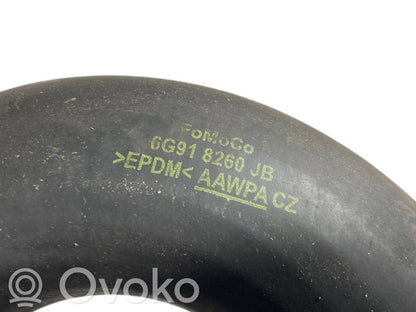 FoMoCo
6G91 8260 JB
>EPDM< AAWPA CZ
Ovoko